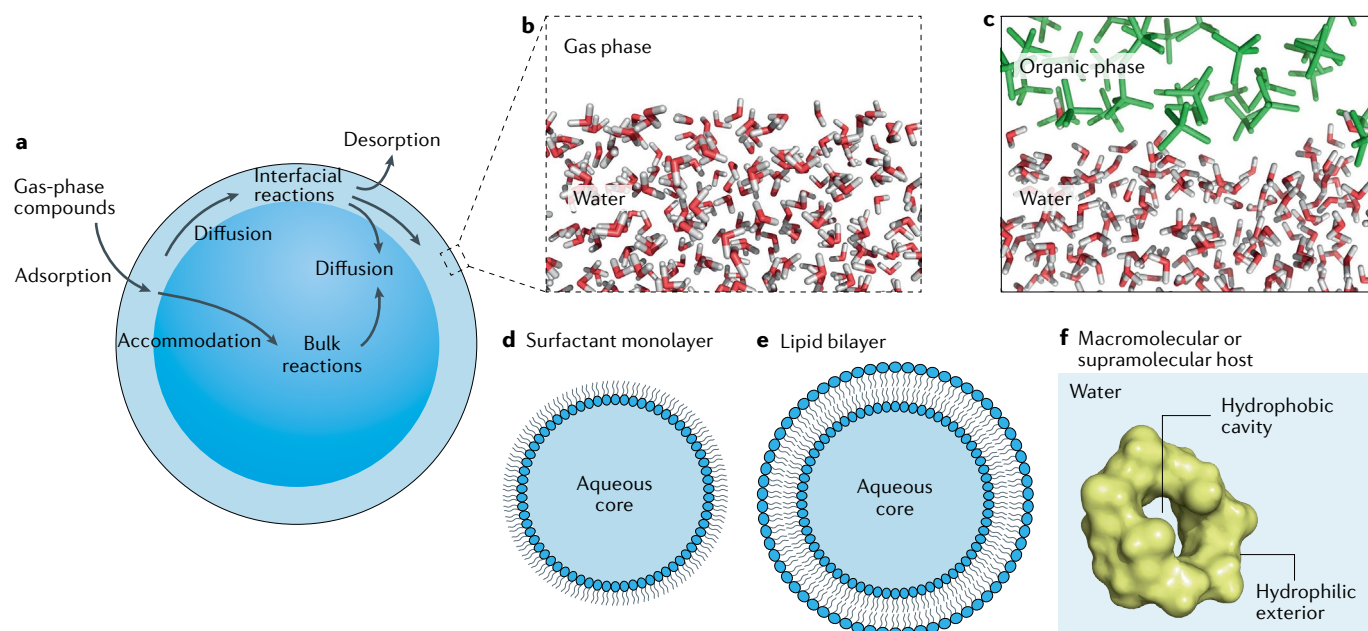 a
Gas-phase
compounds
Adsorption
Accommodation
Diffusion
Interfacial
reactions
Desorption
Diffusion
Bulk
reactions
b
Gas phase
Water
c
Organic phase
Water
d Surfactant monolayer
Aqueous
core
e Lipid bilayer
Aqueous
core
f Macromolecular or
supramolecular host
Water
Hydrophobic
cavity
Hydrophilic
exterior